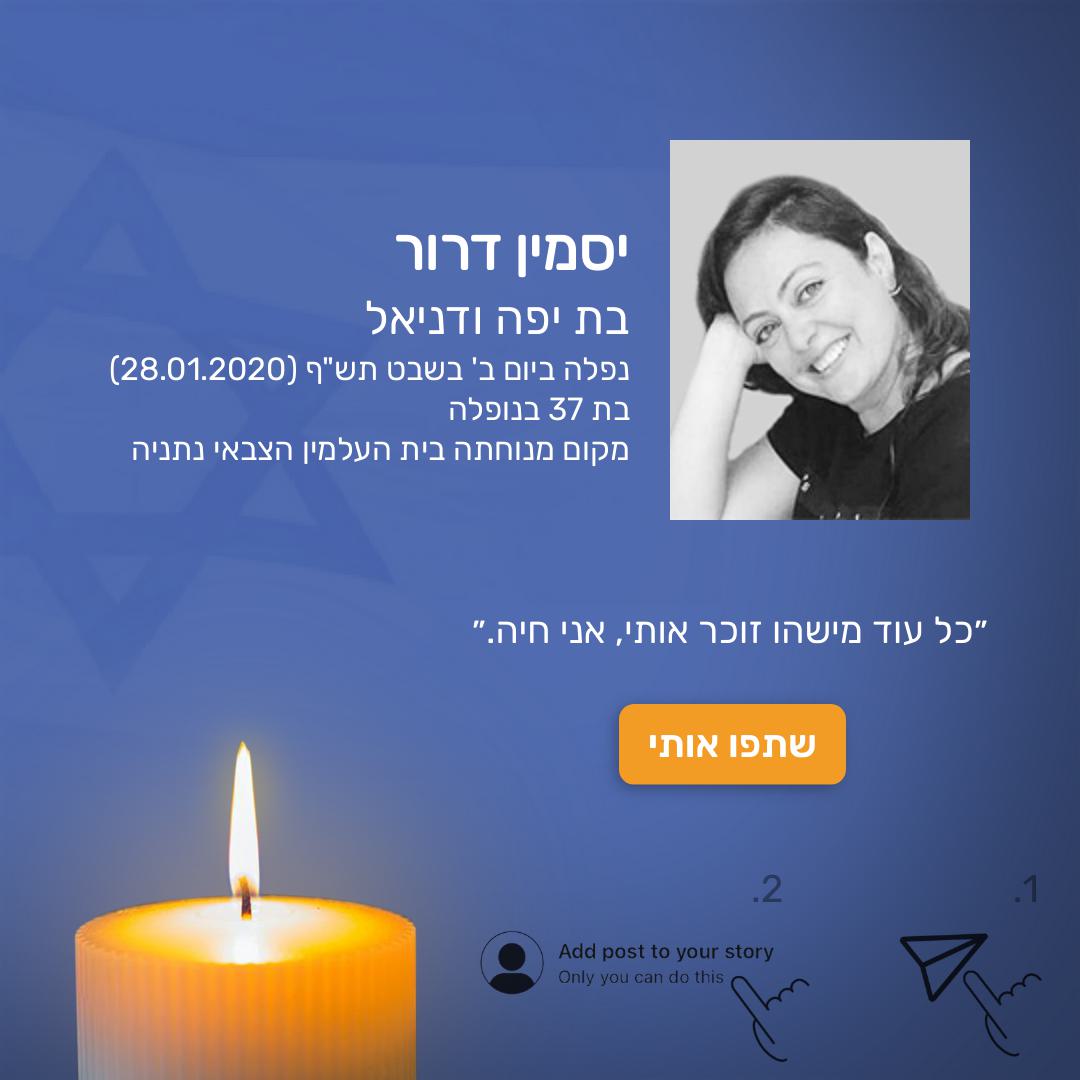 יסמין דרור
בת יפה ודניאל
נפלה ביום ב' בשבט תש"ף (28.01.2020)
בת 37 בנופלה
מקום מנוחתה בית העלמין הצבאי נתניה
״כל עוד מישהו זוכר אותי, אני חיה.״
שתפו אותי
.1
.2
Add post to your story
Only you can do this